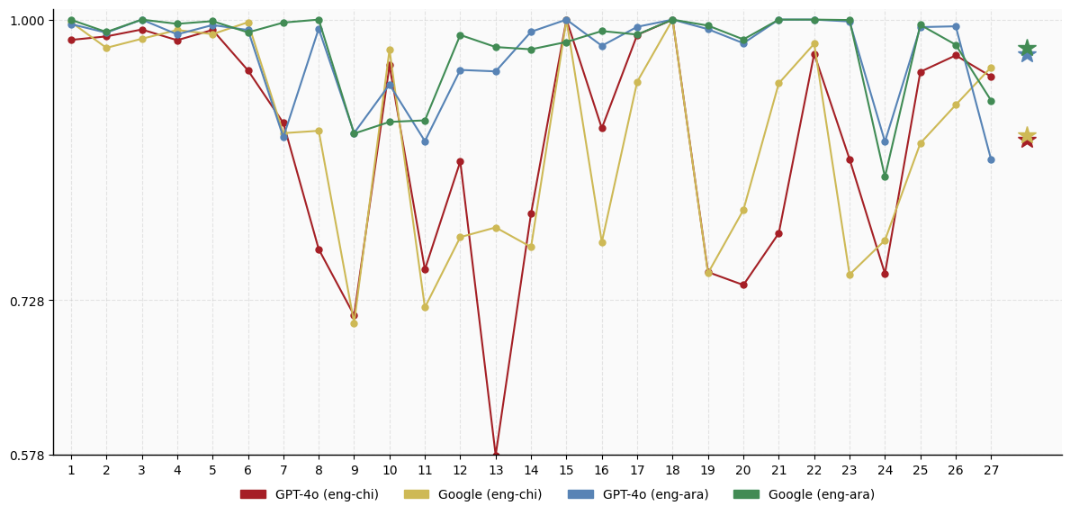 1.000
0.728
0.578
1 2 3 4 5 6 7 8 9 10 11 12 13 14 15 16 17 18 19 20 21 22 23 24 25 26 27
GPT-4o (eng-chi) Google (eng-chi) GPT-4o (eng-ara) Google (eng-ara)